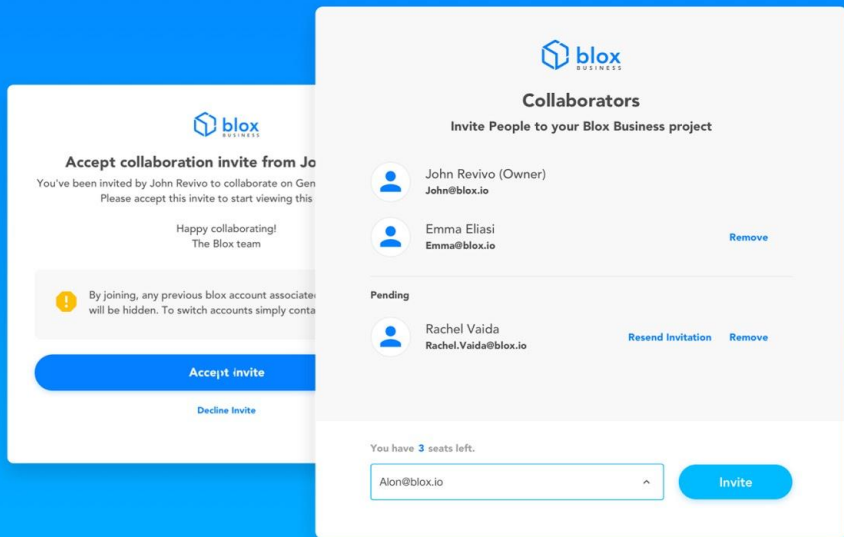 blox
BUSINESS
Accept collaboration invite from Jo
You've been invited by John Revivo to collaborate on Gen
Please accept this invite to start viewing this
Happy collaborating!
The Blox team
By joining, any previous blox account associate
will be hidden. To switch accounts simply conta
Accept invite
Decline Invite
blox
BUSINESS
Collaborators
Invite People to your Blox Business project
John Revivo (Owner)
John@blox.io
Emma Eliasi
Emma@blox.io
Remove
Pending
Rachel Vaida
Rachel.Vaida@blox.io
Resend Invitation
Remove
You have 3 seats left.
Alon@blox.io
Invite